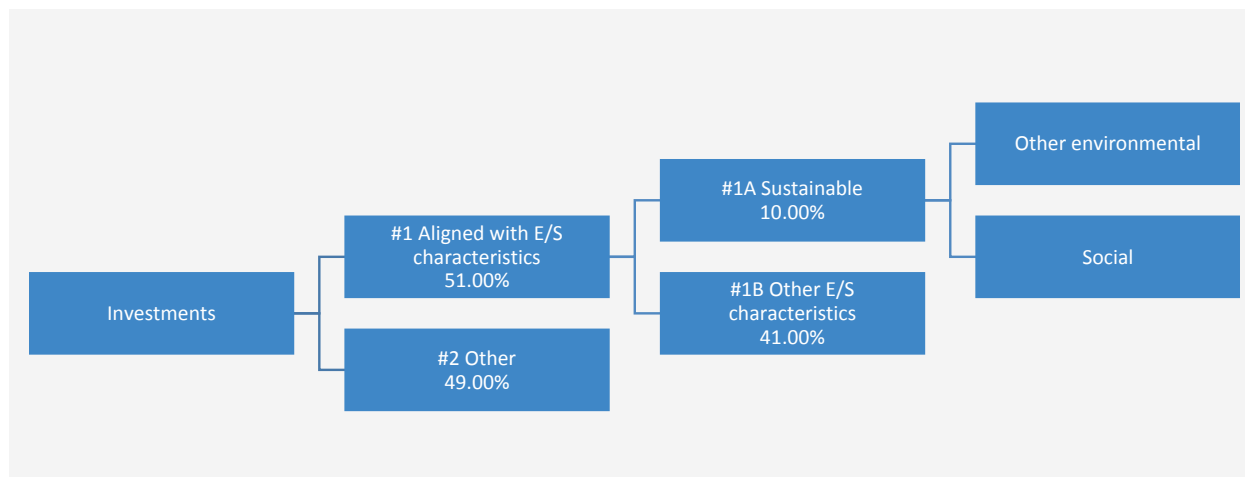 Investments
#1 Aligned with E/S
characteristics
51.00%
#2 Other
49.00%
#1A Sustainable
10.00%
#1B Other E/S
characteristics
41.00%
Other environmental
Social